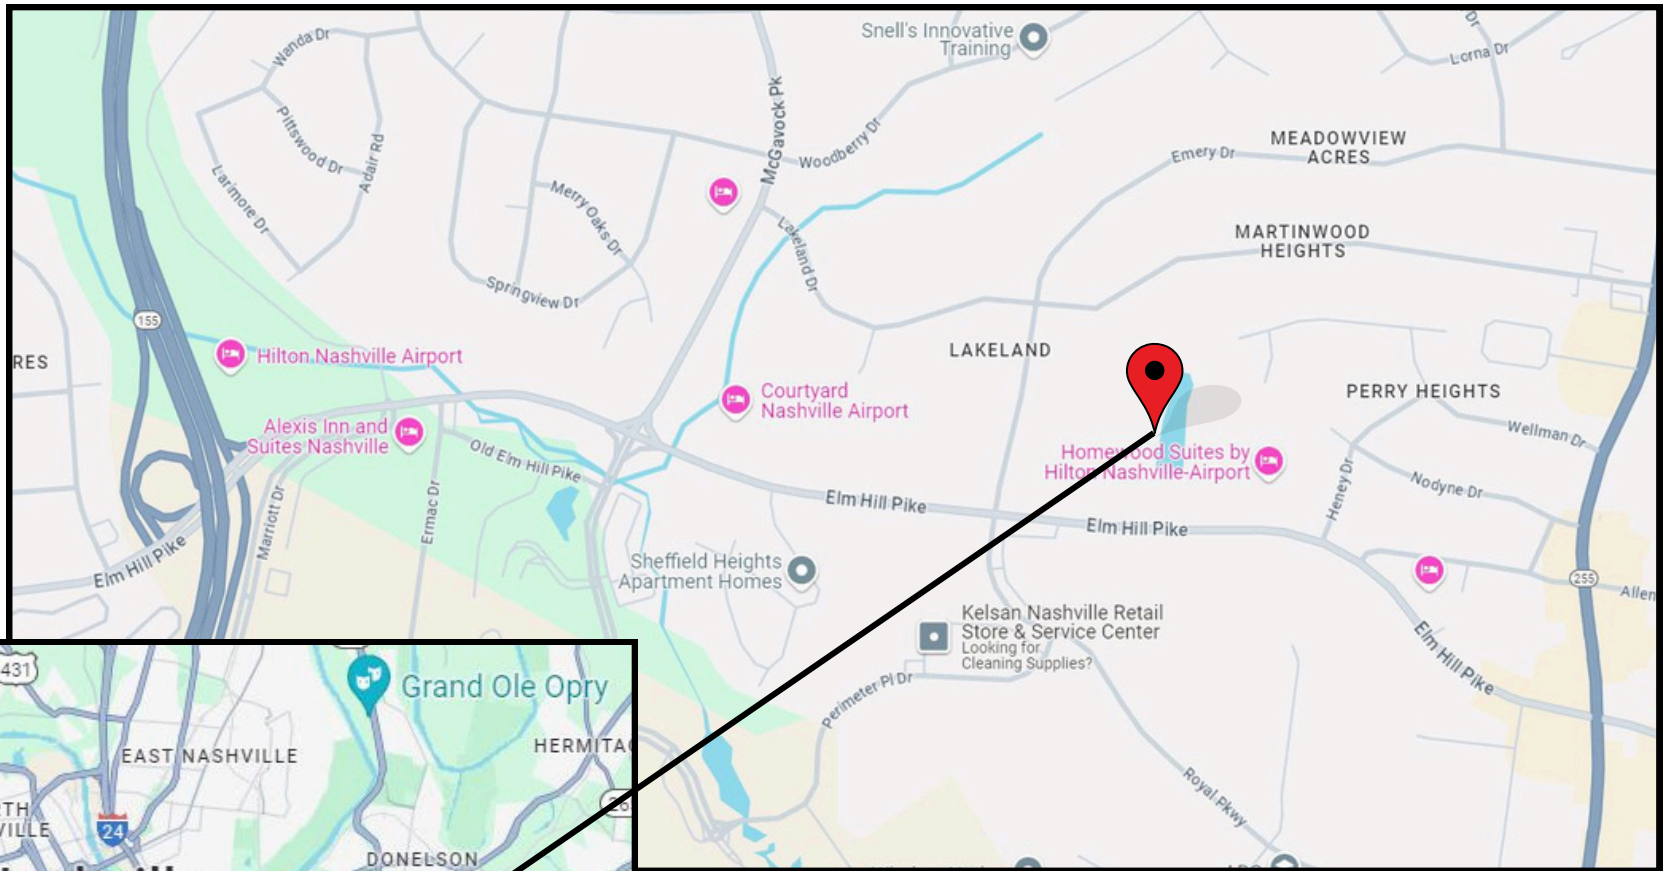 Snell's Innovative
Training
Wanda Dr
Lorna Dr
Dr
McGavock Pk
Pittswood Dr
Adair Rd
Woodberry Dr
Emery Dr
MEADOWVIEW
ACRES
Larimore Dr
Merry Oaks Dr
Lakeland Dr
MARTINWOOD
HEIGHTS
Springview Dr
155
RES
Hilton Nashville Airport
LAKELAND
Courtyard
Nashville Airport
PERRY HEIGHTS
Alexis Inn and
Suites Nashville
Old Elm Hill Pike
Homewood Suites by
Hilton Nashville-Airport
Wellman Dr
Nodyne Dr
Heney Dr
Marriott Dr
Ermac Dr
Elm Hill Pike
Elm Hill Pike
Elm Hill Pike
Sheffield Heights
Apartment Homes
255
Allen
Kelsan Nashville Retail
Store & Service Center
Looking for
Cleaning Supplies?
Elm Hill Pike
Perimeter Pl Dr
Royal Pkwy
431
Grand Ole Opry
EAST NASHVILLE
HERMITAG
TH
VILLE
24
26
DONELSON